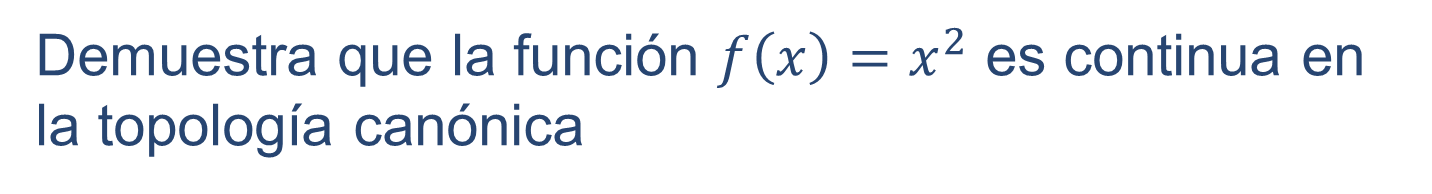 Demuestra que la función 𝑓(𝑥) = 𝑥² es continua en
la topología canónica